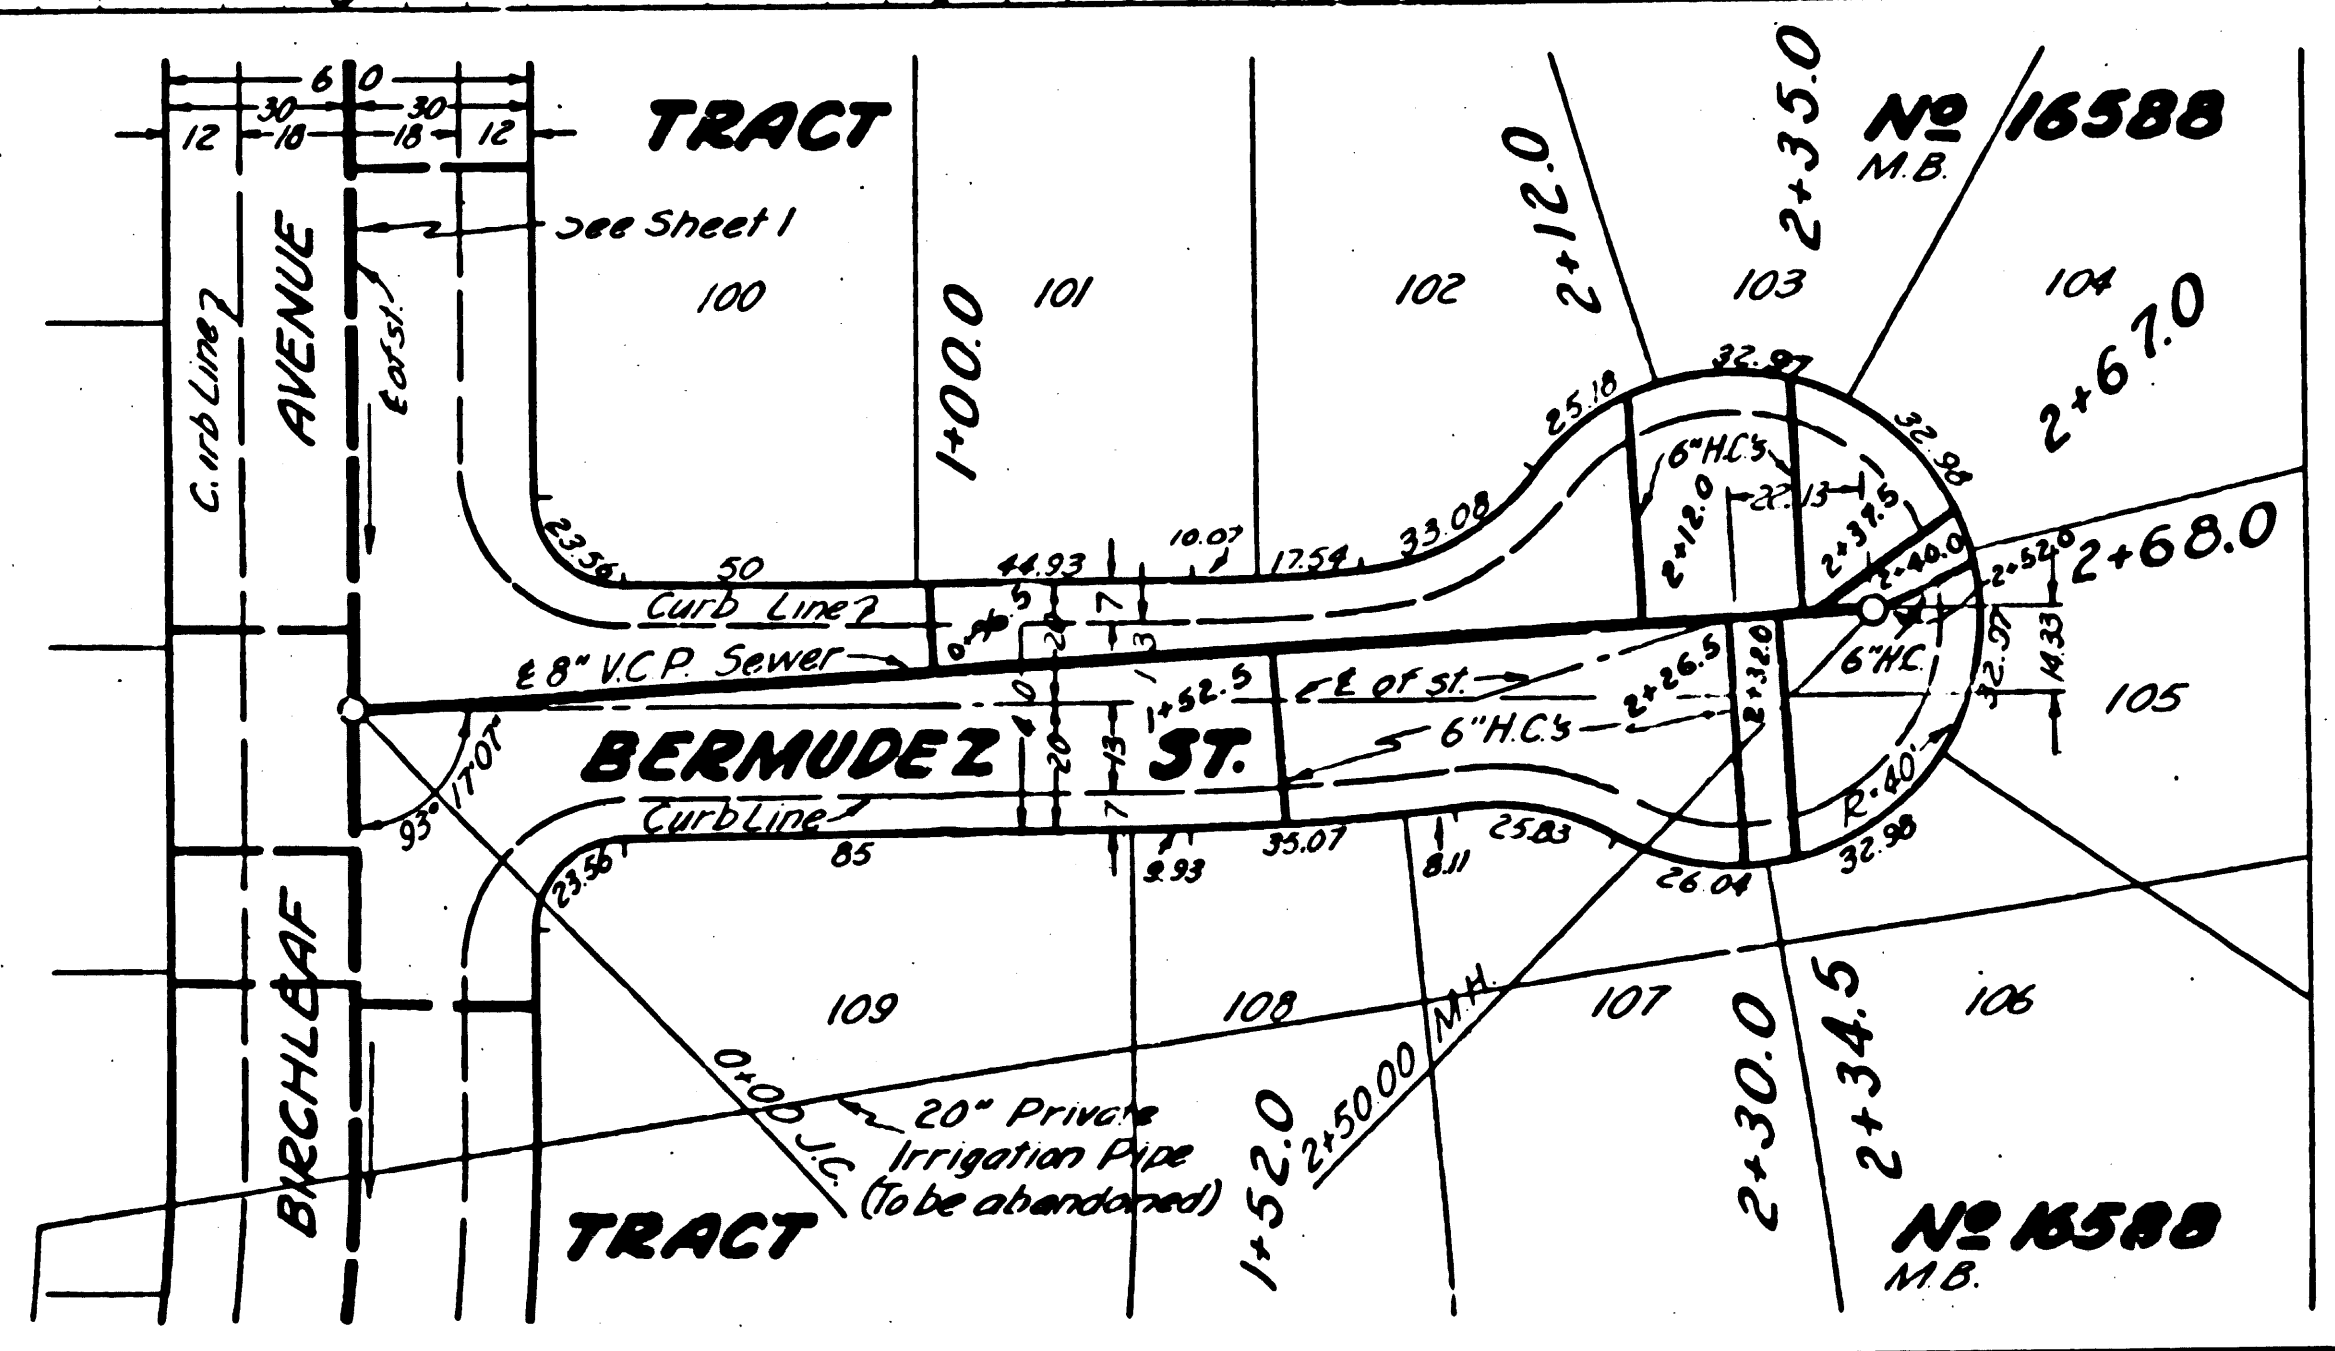 6 0
30 30
12 18 18 12
TRACT
Nº 16588
M.B.
See Sheet 1
AVENUE
Curb Line
₵ of st.
100
101
102
103
104
1+00.0
2+12.0
2+35.0
2+67.0
2+68.0
23.56
50
44.93
10.07
17.54
33.08
25.18
32.97
32.98
6"H.C.'s
22.13
2+12.0
2+37.5
2+40.0
2+52.0
Curb Line
20
7
3
1
₵ 8" V.C.P. Sewer
40
20
13
7
1+52.5
₵ of st.
2+26.5
2+32.0
6"H.C.
32.97
14.33
105
6"H.C.'s
BERMUDEZ ST.
93° 17'07"
Curb Line
R=40'
23.56
85
9.93
35.07
8.11
25.83
26.04
32.98
BIRCHLEAF
109
108
107
106
0+00 J.C.
2+50.00 M.H.
20" Private
Irrigation Pipe
(To be abandoned)
1+52.0
2+30.0
2+34.5
TRACT
Nº 16588
M.B.